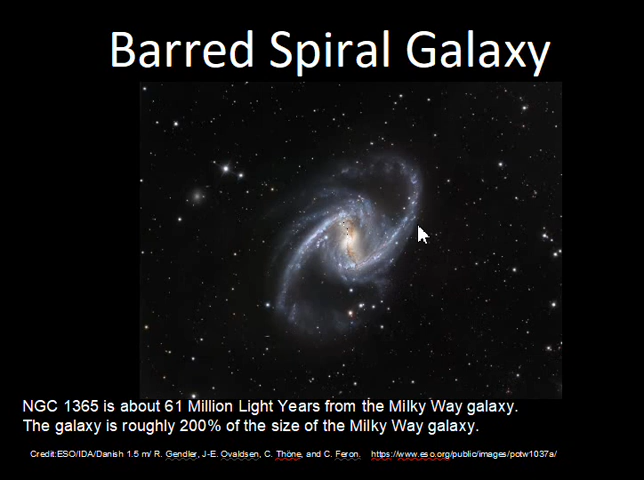 Barred Spiral Galaxy
NGC 1365 is about 61 Million Light Years from the Milky Way galaxy.
The galaxy is roughly 200% of the size of the Milky Way galaxy.
Credit:ESO/IDA/Danish 1.5 m/ R. Gendler, J-E. Ovaldsen, C. Thöne, and C. Feron. https://www.eso.org/public/images/potw1037a/